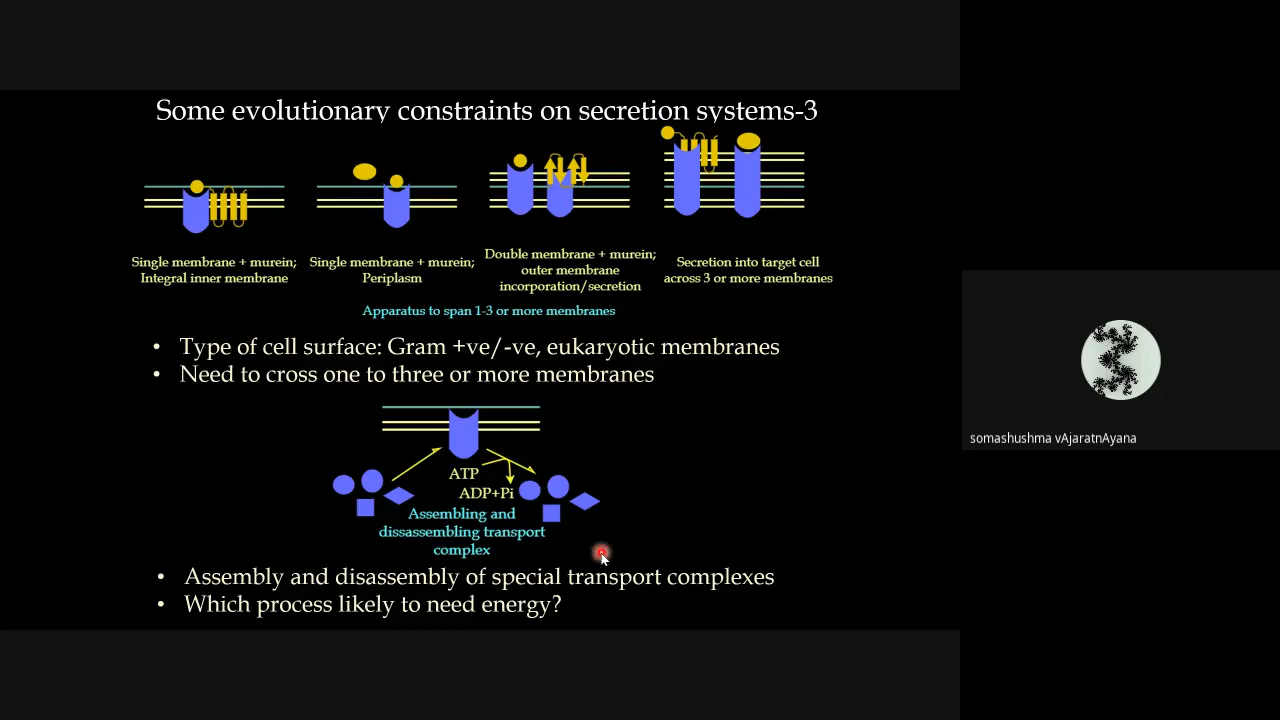 Some evolutionary constraints on secretion systems-3
Single membrane + murein;
Integral inner membrane
Single membrane + murein;
Periplasm
Double membrane + murein;
outer membrane
incorporation/secretion
Secretion into target cell
across 3 or more membranes
Apparatus to span 1-3 or more membranes
• Type of cell surface: Gram +ve/-ve, eukaryotic membranes
• Need to cross one to three or more membranes
ATP
ADP+Pi
Assembling and
dissassembling transport
complex
• Assembly and disassembly of special transport complexes
• Which process likely to need energy?
somashushma vAjaratnAyana